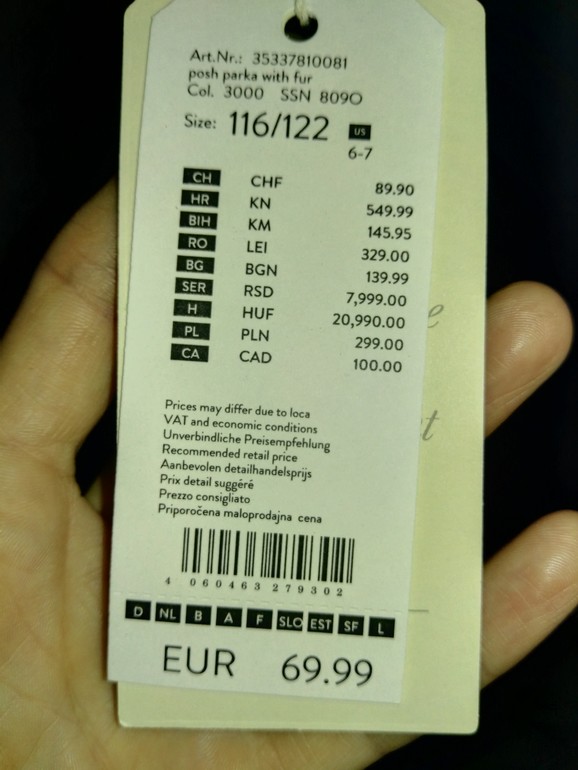 Art.Nr.: 35337810081
posh parka with fur
Col. 3000 SSN 809O
Size: 116/122 US
6-7
CH CHF 89.90
HR KN 549.99
BIH KM 145.95
RO LEI 329.00
BG BGN 139.99
SER RSD 7,999.00
H HUF 20,990.00
PL PLN 299.00
CA CAD 100.00
Prices may differ due to loca
VAT and economic conditions
Unverbindliche Preisempfehlung
Recommended retail price
Aanbevolen detailhandelsprijs
Prix detail suggéré
Prezzo consigliato
Priporočena maloprodajna cena
4 060463 279302
D NL B A F SLO EST SF L
EUR 69.99